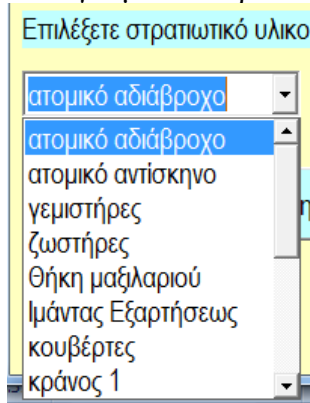 Επιλέξετε στρατιωτικό υλικο
ατομικό αδιάβροχο
ατομικό αδιάβροχο
ατομικό αντίσκηνο
γεμιστήρες
ζωστήρες
Θήκη μαξιλαριού
Ιμάντας Εξαρτήσεως
κουβέρτες
κράνος 1